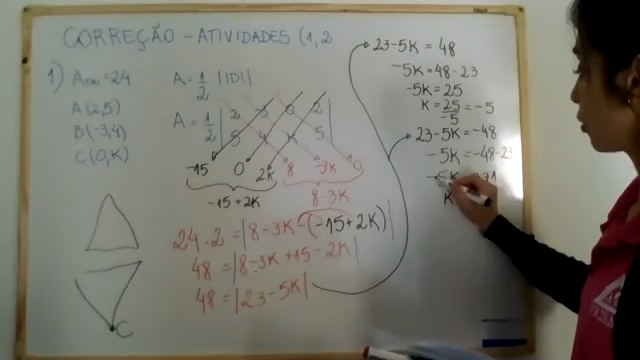 CORREÇÃO - ATIVIDADES (1,2
1) A = 24
A(2,5)
B(-3,4)
C(0,K)
A = 1/2 ||D||
A = 1/2 | 2 -3 0 2 |
| 5 4 K 5 |
-15 0 2K 8 -3K 0
-15+2K 8-3K
24.2 = |8-3K-(-15+2K)|
48 = |8-3K+15-2K|
48 = |23-5K|
C
23-5K = 48
-5K = 48-23
-5K = 25
K = 25/-5 = -5
23-5K = -48
-5K = -48-23
K